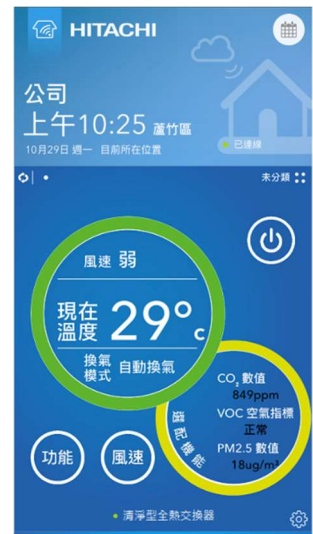 HITACHI
公司
上午10:25 蘆竹區
10月29日 週一 目前所在位置
已連線
未分類
風速 弱
現在
溫度 29°c
換氣
模式 自動換氣
CO₂ 數值
849ppm
VOC 空氣指標
正常
PM2.5 數值
18ug/m³
選配機能
功能
風速
清淨型全熱交換器